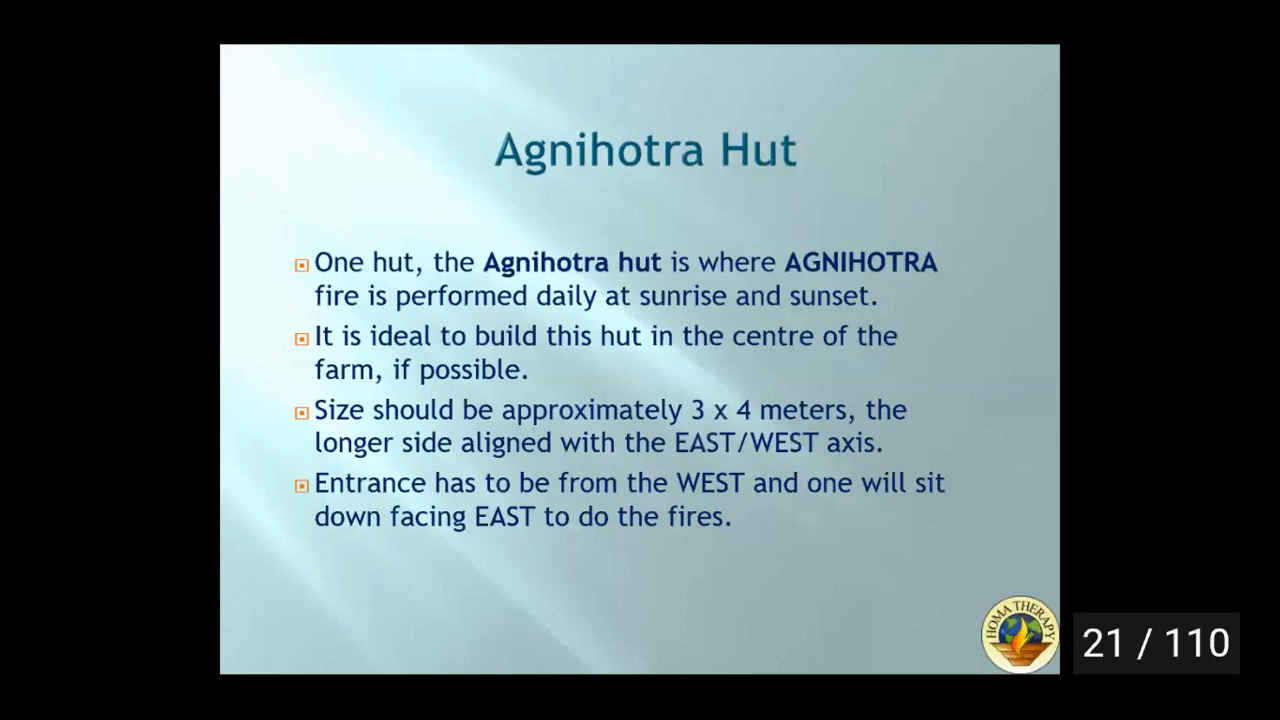 Agnihotra Hut
One hut, the Agnihotra hut is where AGNIHOTRA
fire is performed daily at sunrise and sunset.
It is ideal to build this hut in the centre of the
farm, if possible.
Size should be approximately 3 x 4 meters, the
longer side aligned with the EAST/WEST axis.
Entrance has to be from the WEST and one will sit
down facing EAST to do the fires.
HOMA THERAPY
21 / 110